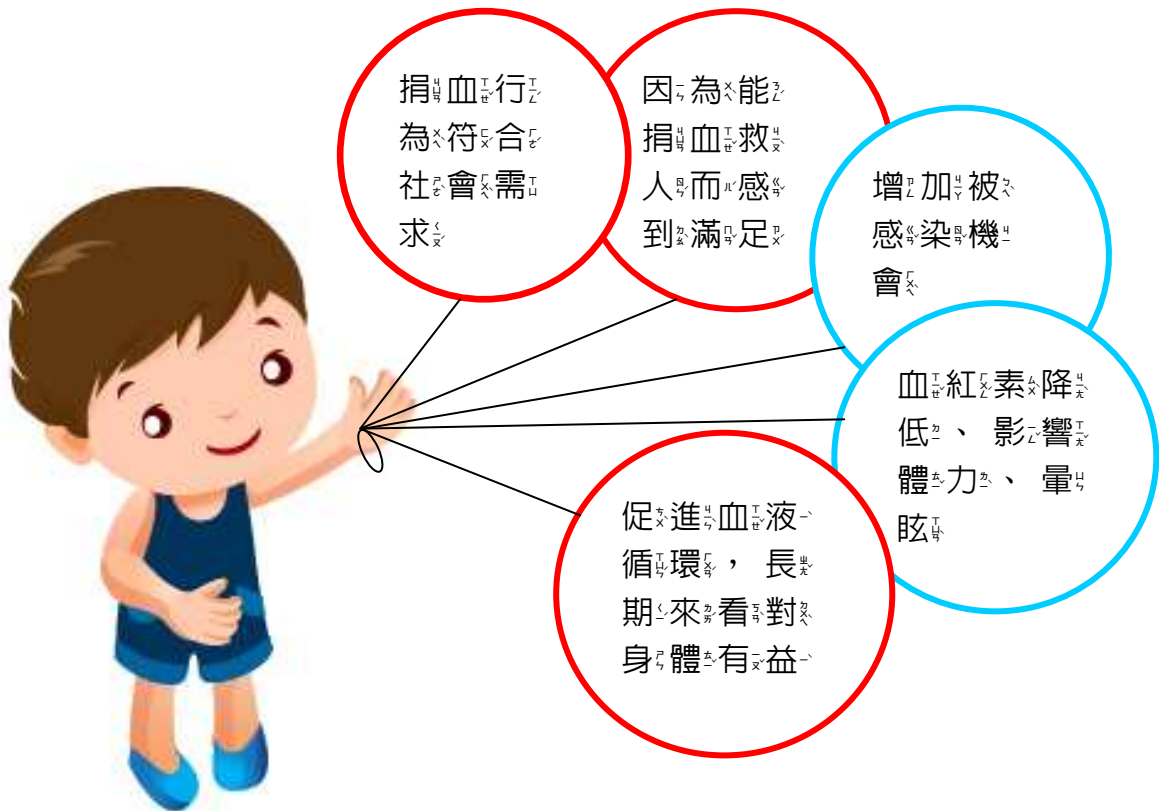 捐血行
為符合
社會需
求
因為能
捐血救
人而感
到滿足
增加被
感染機
會
血紅素降
低、影響
體力、暈
眩
促進血液
循環，長
期來看對
身體有益